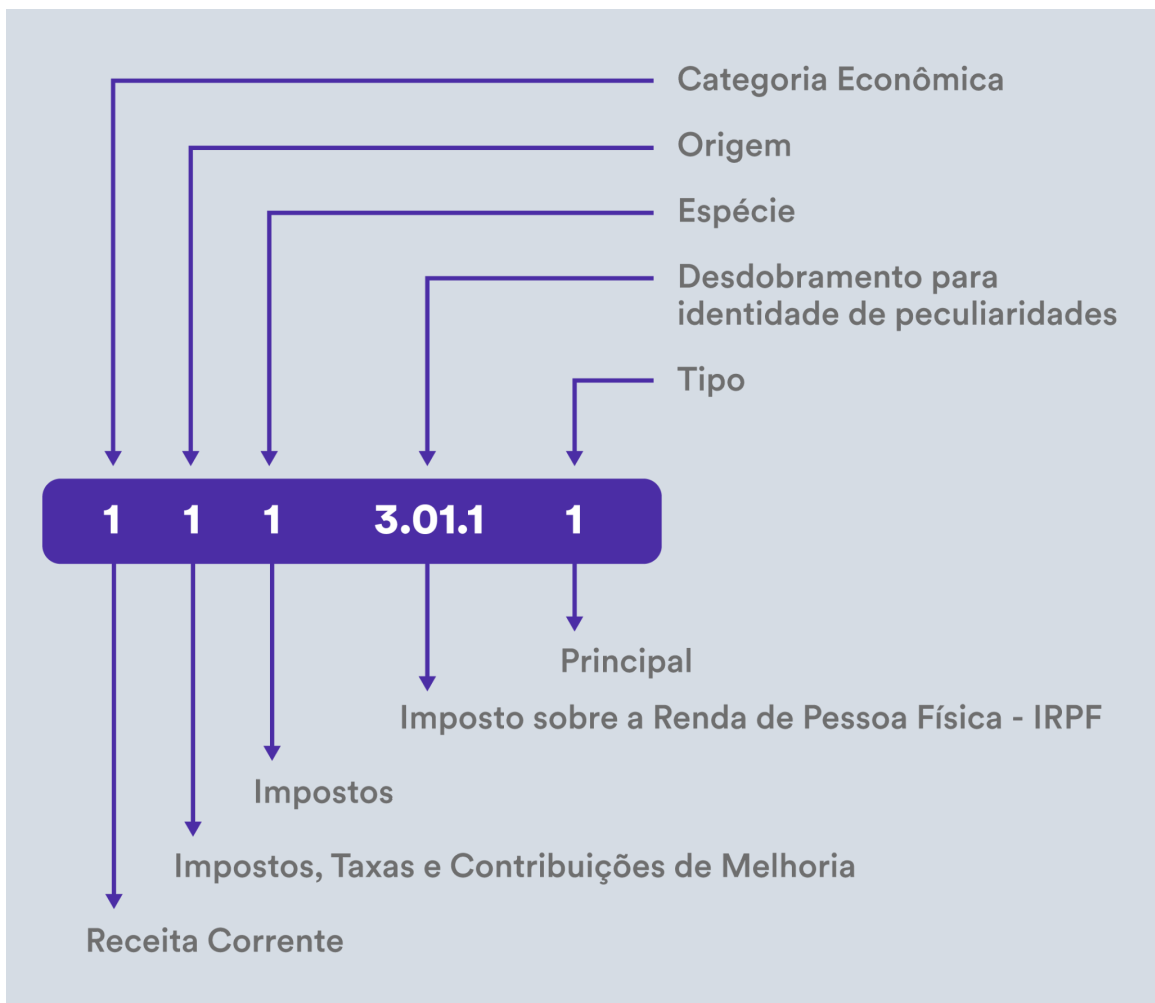 Categoria Econômica
Origem
Espécie
Desdobramento para
identidade de peculiaridades
Tipo
1 1 1 3.01.1 1
Principal
Imposto sobre a Renda de Pessoa Física - IRPF
Impostos
Impostos, Taxas e Contribuições de Melhoria
Receita Corrente